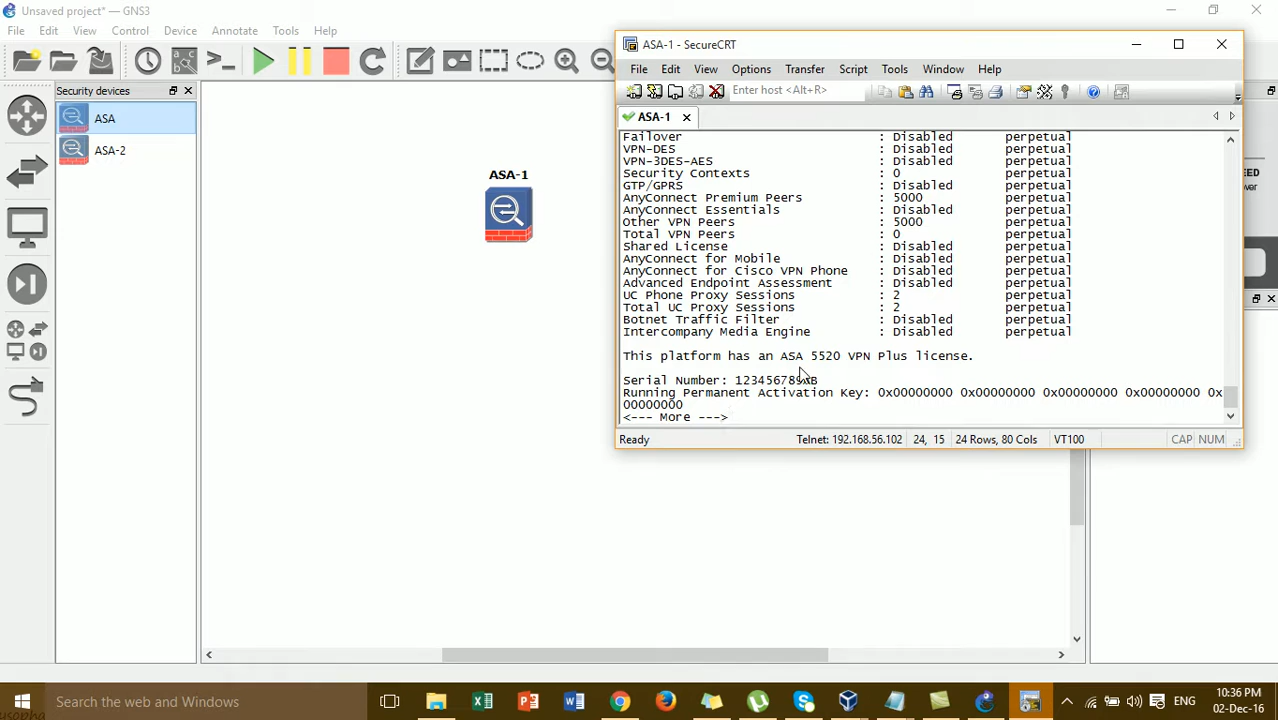 Unsaved project* — GNS3
File Edit View Control Device Annotate Tools Help
Security devices
ASA
ASA-2
ASA-1
ASA-1 - SecureCRT
File Edit View Options Transfer Script Tools Window Help
Enter host <Alt+R>
ASA-1
Failover : Disabled perpetual
VPN-DES : Disabled perpetual
VPN-3DES-AES : Disabled perpetual
Security Contexts : 0 perpetual
GTP/GPRS : Disabled perpetual
AnyConnect Premium Peers : 5000 perpetual
AnyConnect Essentials : Disabled perpetual
Other VPN Peers : 5000 perpetual
Total VPN Peers : 0 perpetual
Shared License : Disabled perpetual
AnyConnect for Mobile : Disabled perpetual
AnyConnect for Cisco VPN Phone : Disabled perpetual
Advanced Endpoint Assessment : Disabled perpetual
UC Phone Proxy Sessions : 2 perpetual
Total UC Proxy Sessions : 2 perpetual
Botnet Traffic Filter : Disabled perpetual
Intercompany Media Engine : Disabled perpetual
This platform has an ASA 5520 VPN Plus license.
Serial Number: 123456789AB
Running Permanent Activation Key: 0x00000000 0x00000000 0x00000000 0x00000000 0x
00000000
<--- More --->
Ready Telnet: 192.168.56.102 24, 15 24 Rows, 80 Cols VT100 CAP NUM
Search the web and Windows
ENG
10:36 PM
02-Dec-16